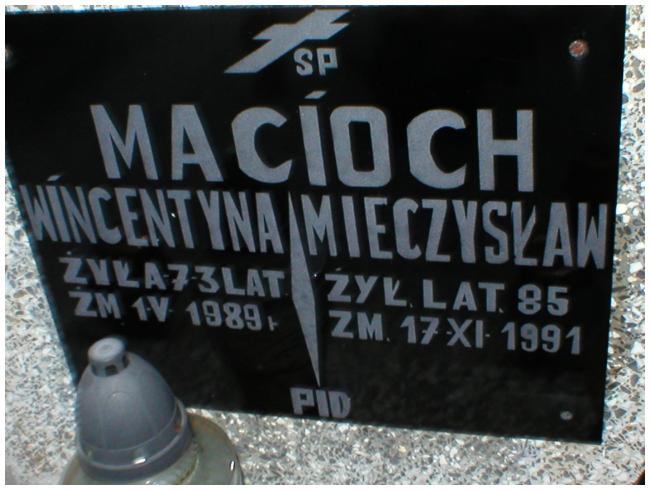 SP
MACIOCH
WINCENTYNA
ŻYŁA 73 LAT
ZM 1·V· 1989 r
MIECZYSŁAW
ŻYŁ. LAT. 85
ZM. 17 XI· 1991
PID